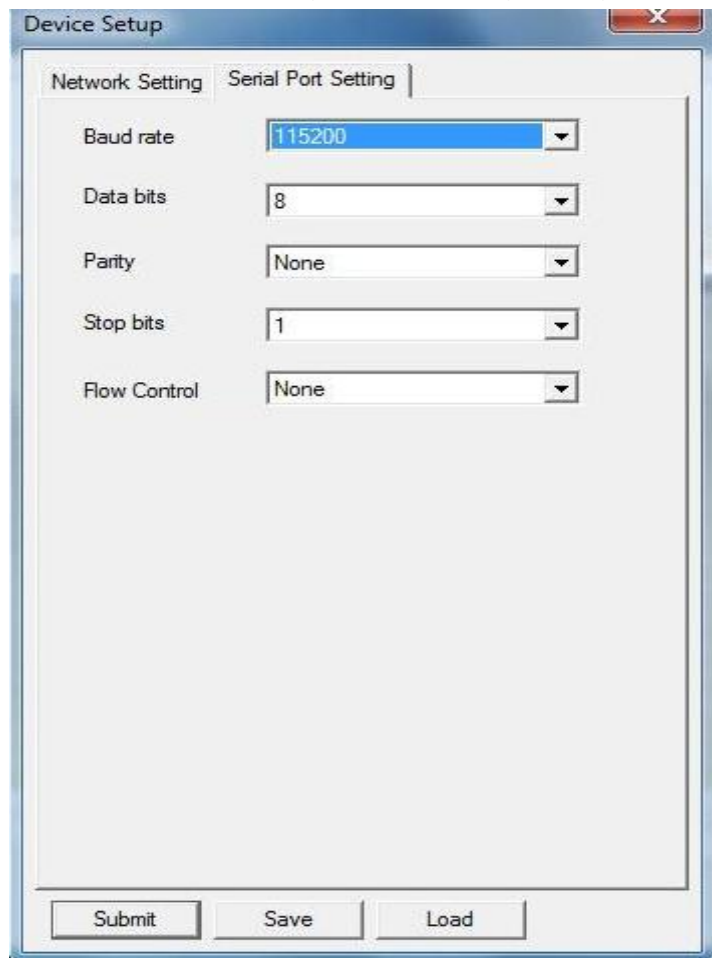 Device Setup
Network Setting Serial Port Setting
Baud rate 115200
Data bits 8
Parity None
Stop bits 1
Flow Control None
Submit Save Load